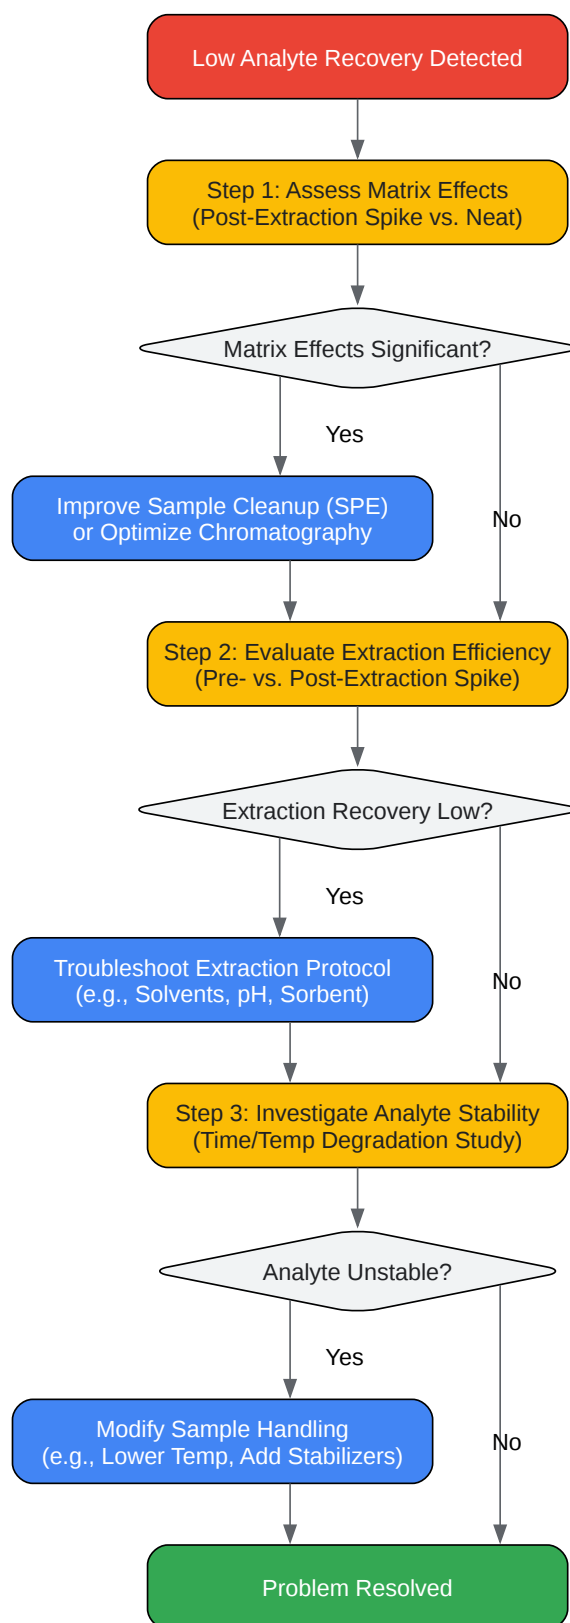 Low Analyte Recovery Detected
Step 1: Assess Matrix Effects
(Post-Extraction Spike vs. Neat)
Matrix Effects Significant?
Yes
Improve Sample Cleanup (SPE)
or Optimize Chromatography
No
Step 2: Evaluate Extraction Efficiency
(Pre- vs. Post-Extraction Spike)
Extraction Recovery Low?
Yes
Troubleshoot Extraction Protocol
(e.g., Solvents, pH, Sorbent)
No
Step 3: Investigate Analyte Stability
(Time/Temp Degradation Study)
Analyte Unstable?
Yes
Modify Sample Handling
(e.g., Lower Temp, Add Stabilizers)
No
Problem Resolved